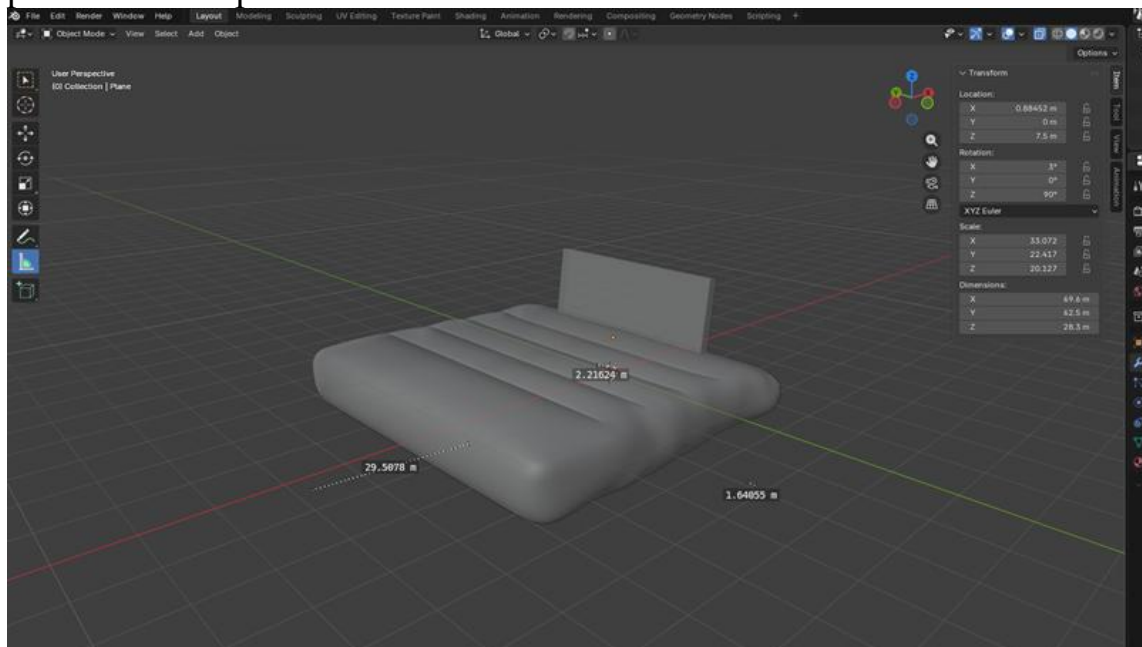 File Edit Render Window Help Layout Modeling Sculpting UV Editing Texture Paint Shading Animation Rendering Compositing Geometry Nodes Scripting +
Object Mode View Select Add Object Global
Options
User Perspective
(0) Collection | Plane
Transform
Location:
X 0.88452 m
Y 0 m
Z 7.5 m
Rotation:
X 3°
Y 0°
Z 90°
XYZ Euler
Scale:
X 33.072
Y 22.417
Z 20.127
Dimensions:
X 69.6 m
Y 62.5 m
Z 28.3 m
Item
Tool
View
Animation
2.21624 m
29.5078 m
1.64055 m